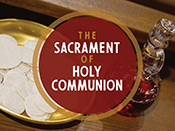 THE
SACRAMENT
OF
HOLY
COMMUNION